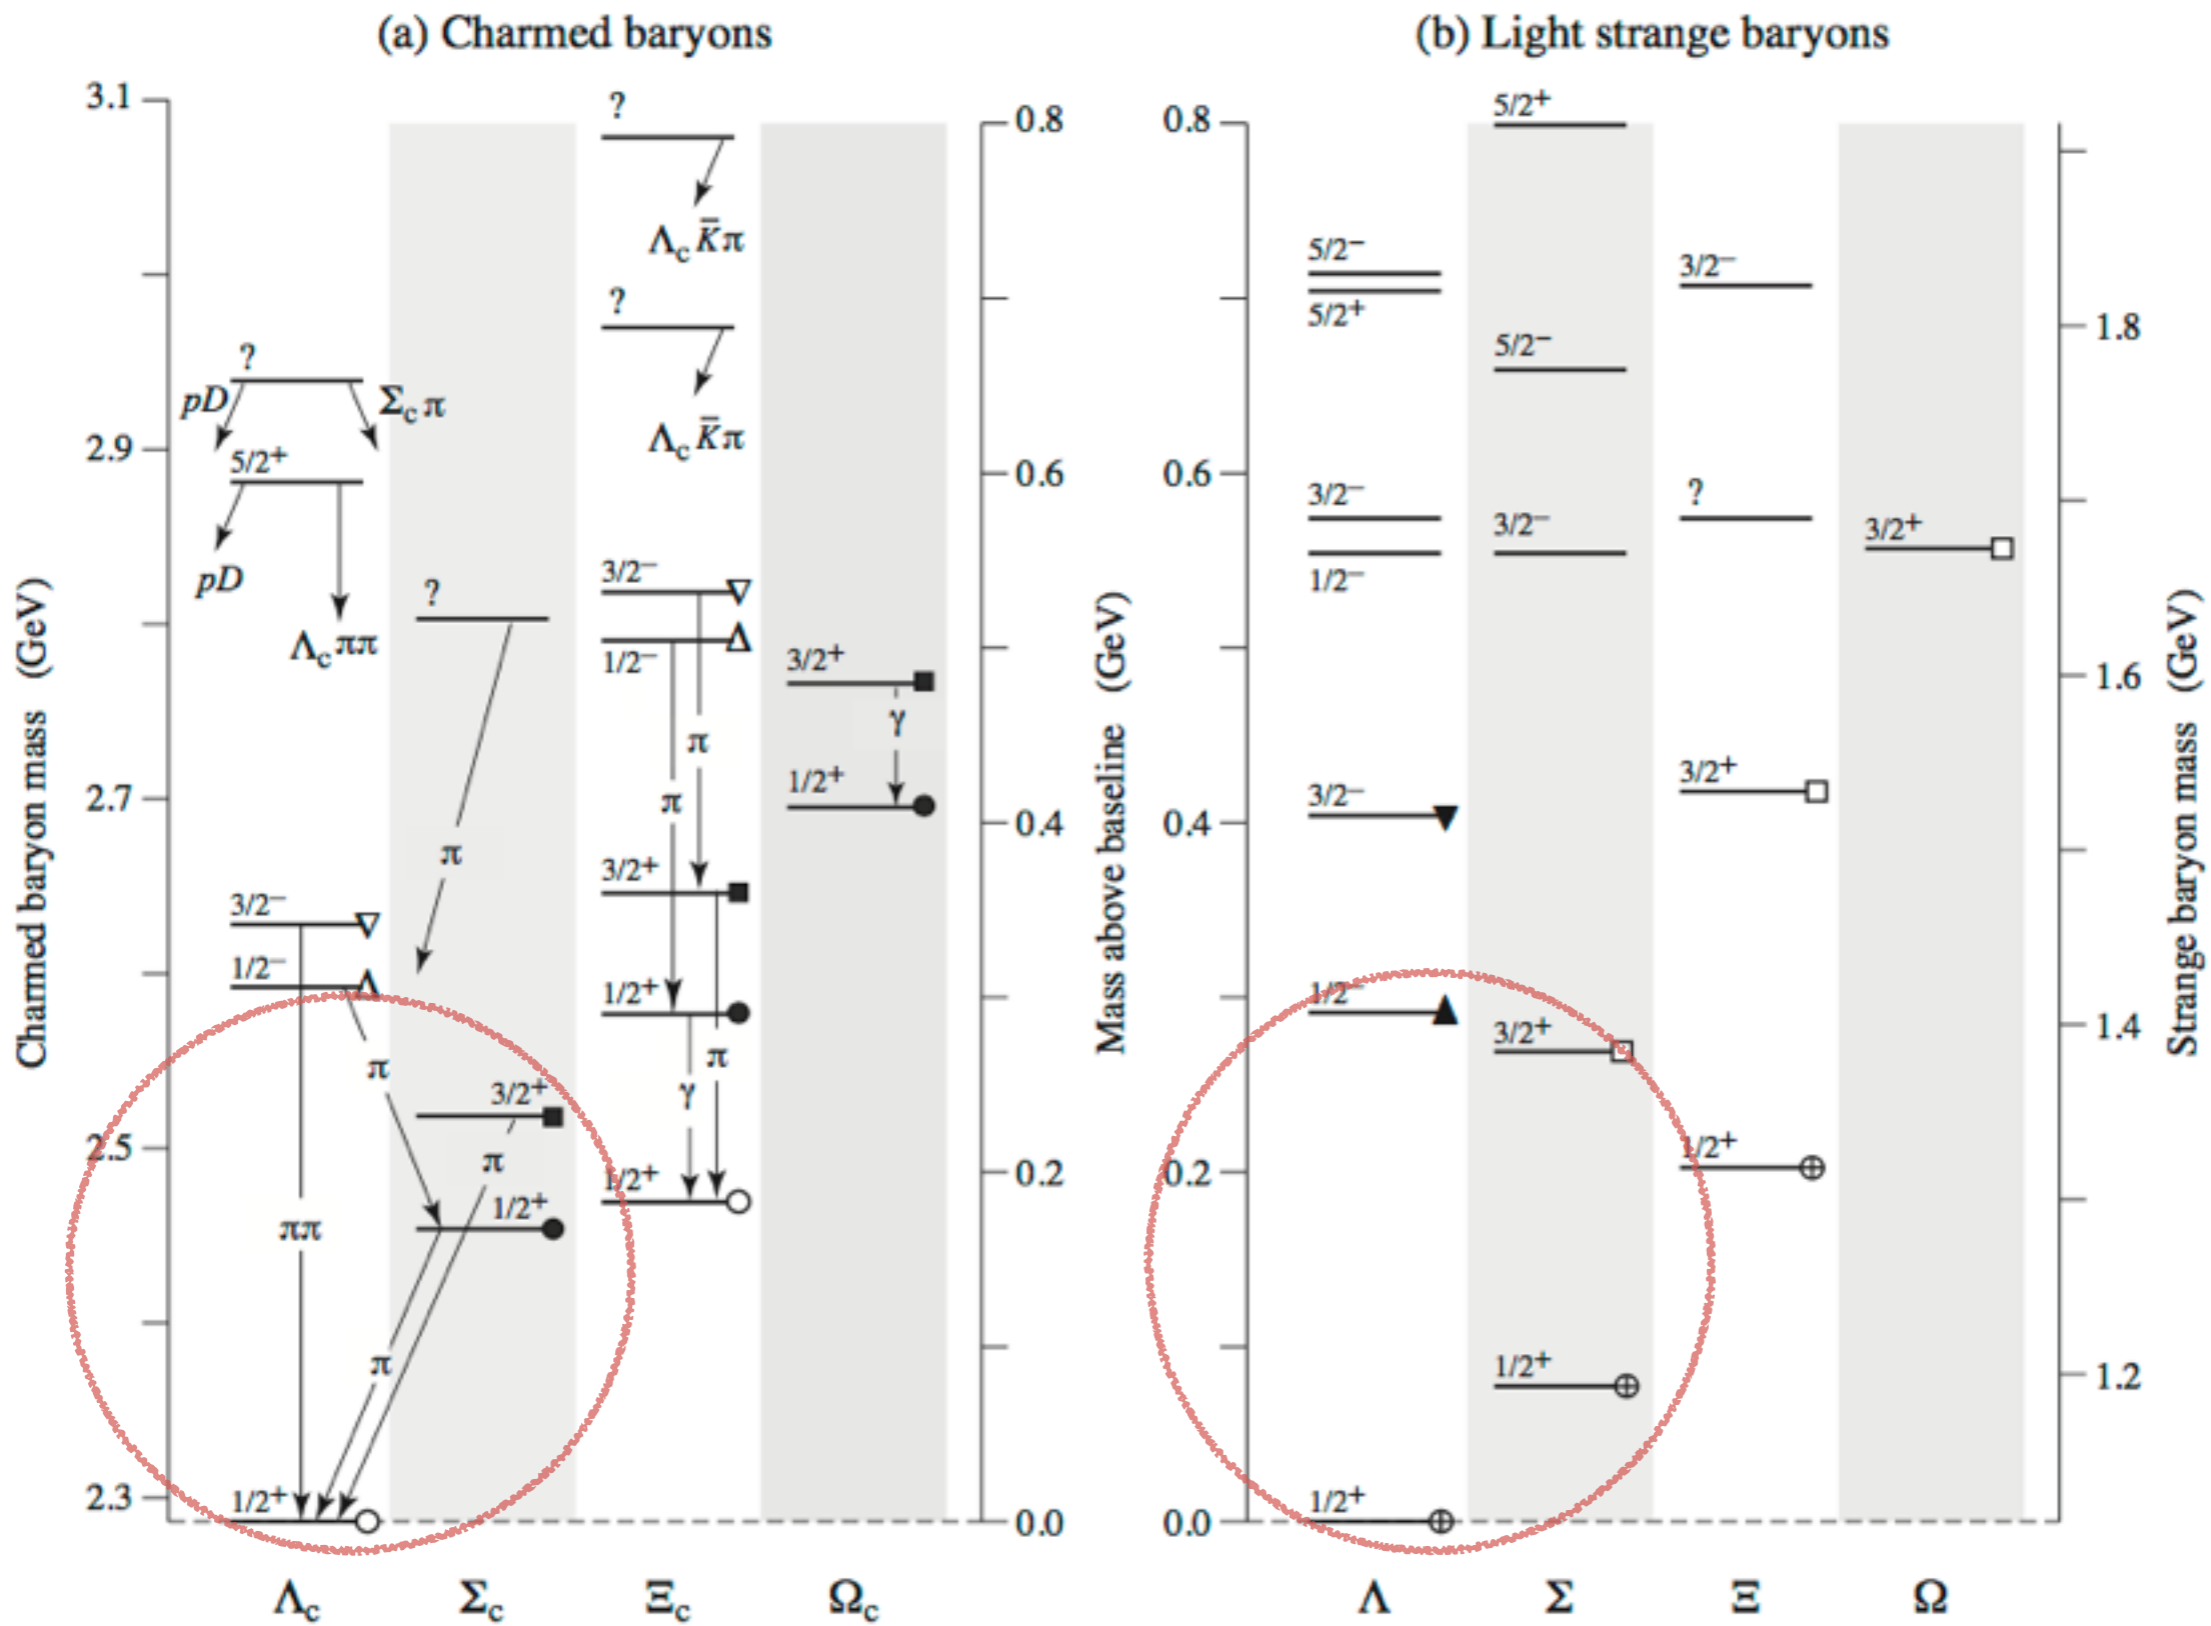 (a) Charmed baryons
(b) Light strange baryons
Charmed baryon mass (GeV)
3.1
2.9
2.7
2.5
2.3
?
pD
Σc π
5/2+
pD
Λc ππ
3/2−
1/2−
π
ππ
π
1/2+
?
π
3/2+
π
1/2+
?
Λc K̄π
?
Λc K̄π
3/2−
1/2−
π
π
3/2+
1/2+
γ
π
1/2+
3/2+
γ
1/2+
Λc
Σc
Ξc
Ωc
0.8
0.6
0.4
0.2
0.0
Mass above baseline (GeV)
0.8
0.6
0.4
0.2
0.0
5/2−
5/2+
3/2−
1/2−
3/2−
1/2−
1/2+
5/2+
5/2−
3/2−
3/2+
1/2+
3/2−
?
3/2+
1/2+
3/2+
Λ
Σ
Ξ
Ω
1.8
1.6
1.4
1.2
Strange baryon mass (GeV)